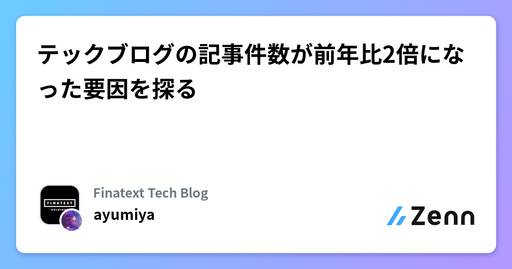 テックブログの記事件数が前年比2倍にな
った要因を探る
FINATEXT
Finatext Tech Blog
ayumiya
Zenn